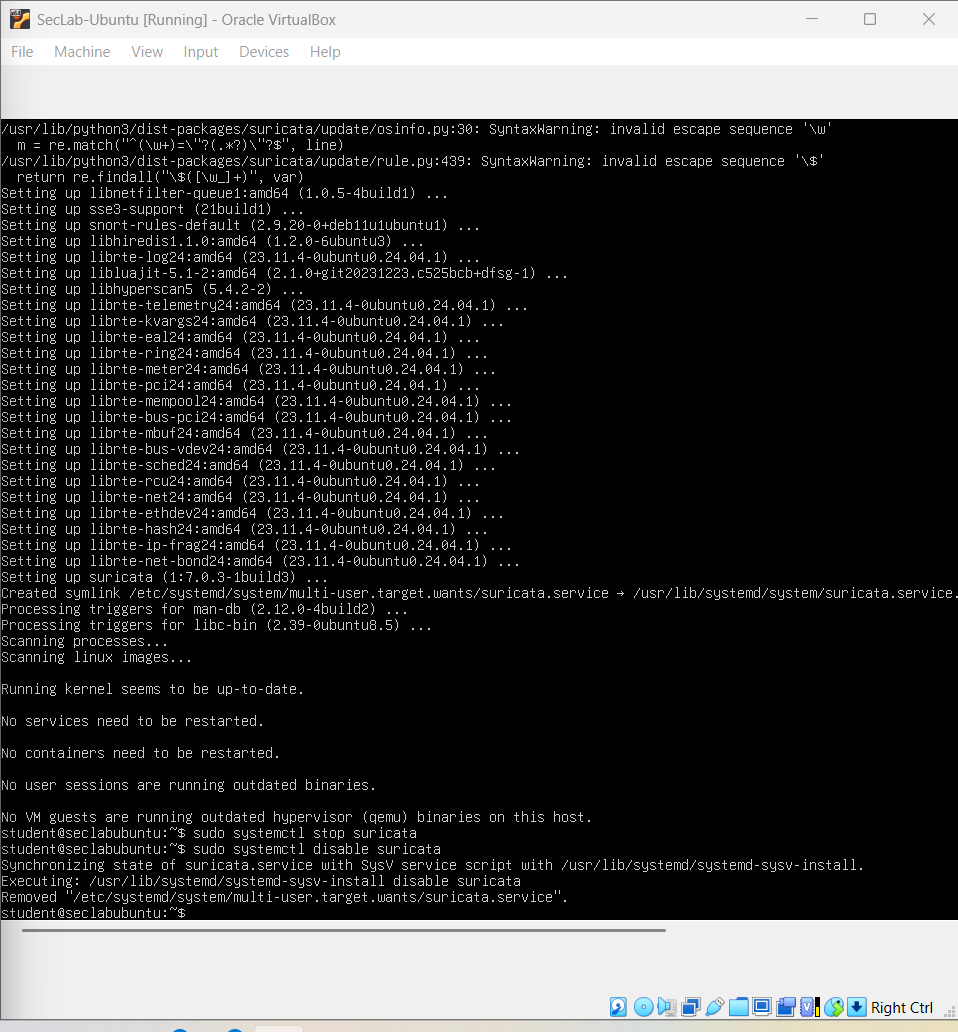 SecLab-Ubuntu [Running] - Oracle VirtualBox
File Machine View Input Devices Help
/usr/lib/python3/dist-packages/suricata/update/osinfo.py:30: SyntaxWarning: invalid escape sequence '\w'
  m = re.match("^(\w+)=\"?(.*?)\"?$", line)
/usr/lib/python3/dist-packages/suricata/update/rule.py:439: SyntaxWarning: invalid escape sequence '\$'
  return re.findall("\$([\w_]+)", var)
Setting up libnetfilter-queue1:amd64 (1.0.5-4build1) ...
Setting up sse3-support (21build1) ...
Setting up snort-rules-default (2.9.20-0+deb11u1ubuntu1) ...
Setting up libhiredis1.1.0:amd64 (1.2.0-6ubuntu3) ...
Setting up librte-log24:amd64 (23.11.4-0ubuntu0.24.04.1) ...
Setting up libluajit-5.1-2:amd64 (2.1.0+git20231223.c525bcb+dfsg-1) ...
Setting up libhyperscan5 (5.4.2-2) ...
Setting up librte-telemetry24:amd64 (23.11.4-0ubuntu0.24.04.1) ...
Setting up librte-kvargs24:amd64 (23.11.4-0ubuntu0.24.04.1) ...
Setting up librte-eal24:amd64 (23.11.4-0ubuntu0.24.04.1) ...
Setting up librte-ring24:amd64 (23.11.4-0ubuntu0.24.04.1) ...
Setting up librte-meter24:amd64 (23.11.4-0ubuntu0.24.04.1) ...
Setting up librte-pci24:amd64 (23.11.4-0ubuntu0.24.04.1) ...
Setting up librte-mempool24:amd64 (23.11.4-0ubuntu0.24.04.1) ...
Setting up librte-bus-pci24:amd64 (23.11.4-0ubuntu0.24.04.1) ...
Setting up librte-mbuf24:amd64 (23.11.4-0ubuntu0.24.04.1) ...
Setting up librte-bus-vdev24:amd64 (23.11.4-0ubuntu0.24.04.1) ...
Setting up librte-sched24:amd64 (23.11.4-0ubuntu0.24.04.1) ...
Setting up librte-rcu24:amd64 (23.11.4-0ubuntu0.24.04.1) ...
Setting up librte-net24:amd64 (23.11.4-0ubuntu0.24.04.1) ...
Setting up librte-ethdev24:amd64 (23.11.4-0ubuntu0.24.04.1) ...
Setting up librte-hash24:amd64 (23.11.4-0ubuntu0.24.04.1) ...
Setting up librte-ip-frag24:amd64 (23.11.4-0ubuntu0.24.04.1) ...
Setting up librte-net-bond24:amd64 (23.11.4-0ubuntu0.24.04.1) ...
Setting up suricata (1:7.0.3-1build3) ...
Created symlink /etc/systemd/system/multi-user.target.wants/suricata.service → /usr/lib/systemd/system/suricata.service.
Processing triggers for man-db (2.12.0-4build2) ...
Processing triggers for libc-bin (2.39-0ubuntu8.5) ...
Scanning processes...
Scanning linux images...
Running kernel seems to be up-to-date.
No services need to be restarted.
No containers need to be restarted.
No user sessions are running outdated binaries.
No VM guests are running outdated hypervisor (qemu) binaries on this host.
student@seclabubuntu:~$ sudo systemctl stop suricata
student@seclabubuntu:~$ sudo systemctl disable suricata
Synchronizing state of suricata.service with SysV service script with /usr/lib/systemd/systemd-sysv-install.
Executing: /usr/lib/systemd/systemd-sysv-install disable suricata
Removed "/etc/systemd/system/multi-user.target.wants/suricata.service".
student@seclabubuntu:~$
Right Ctrl